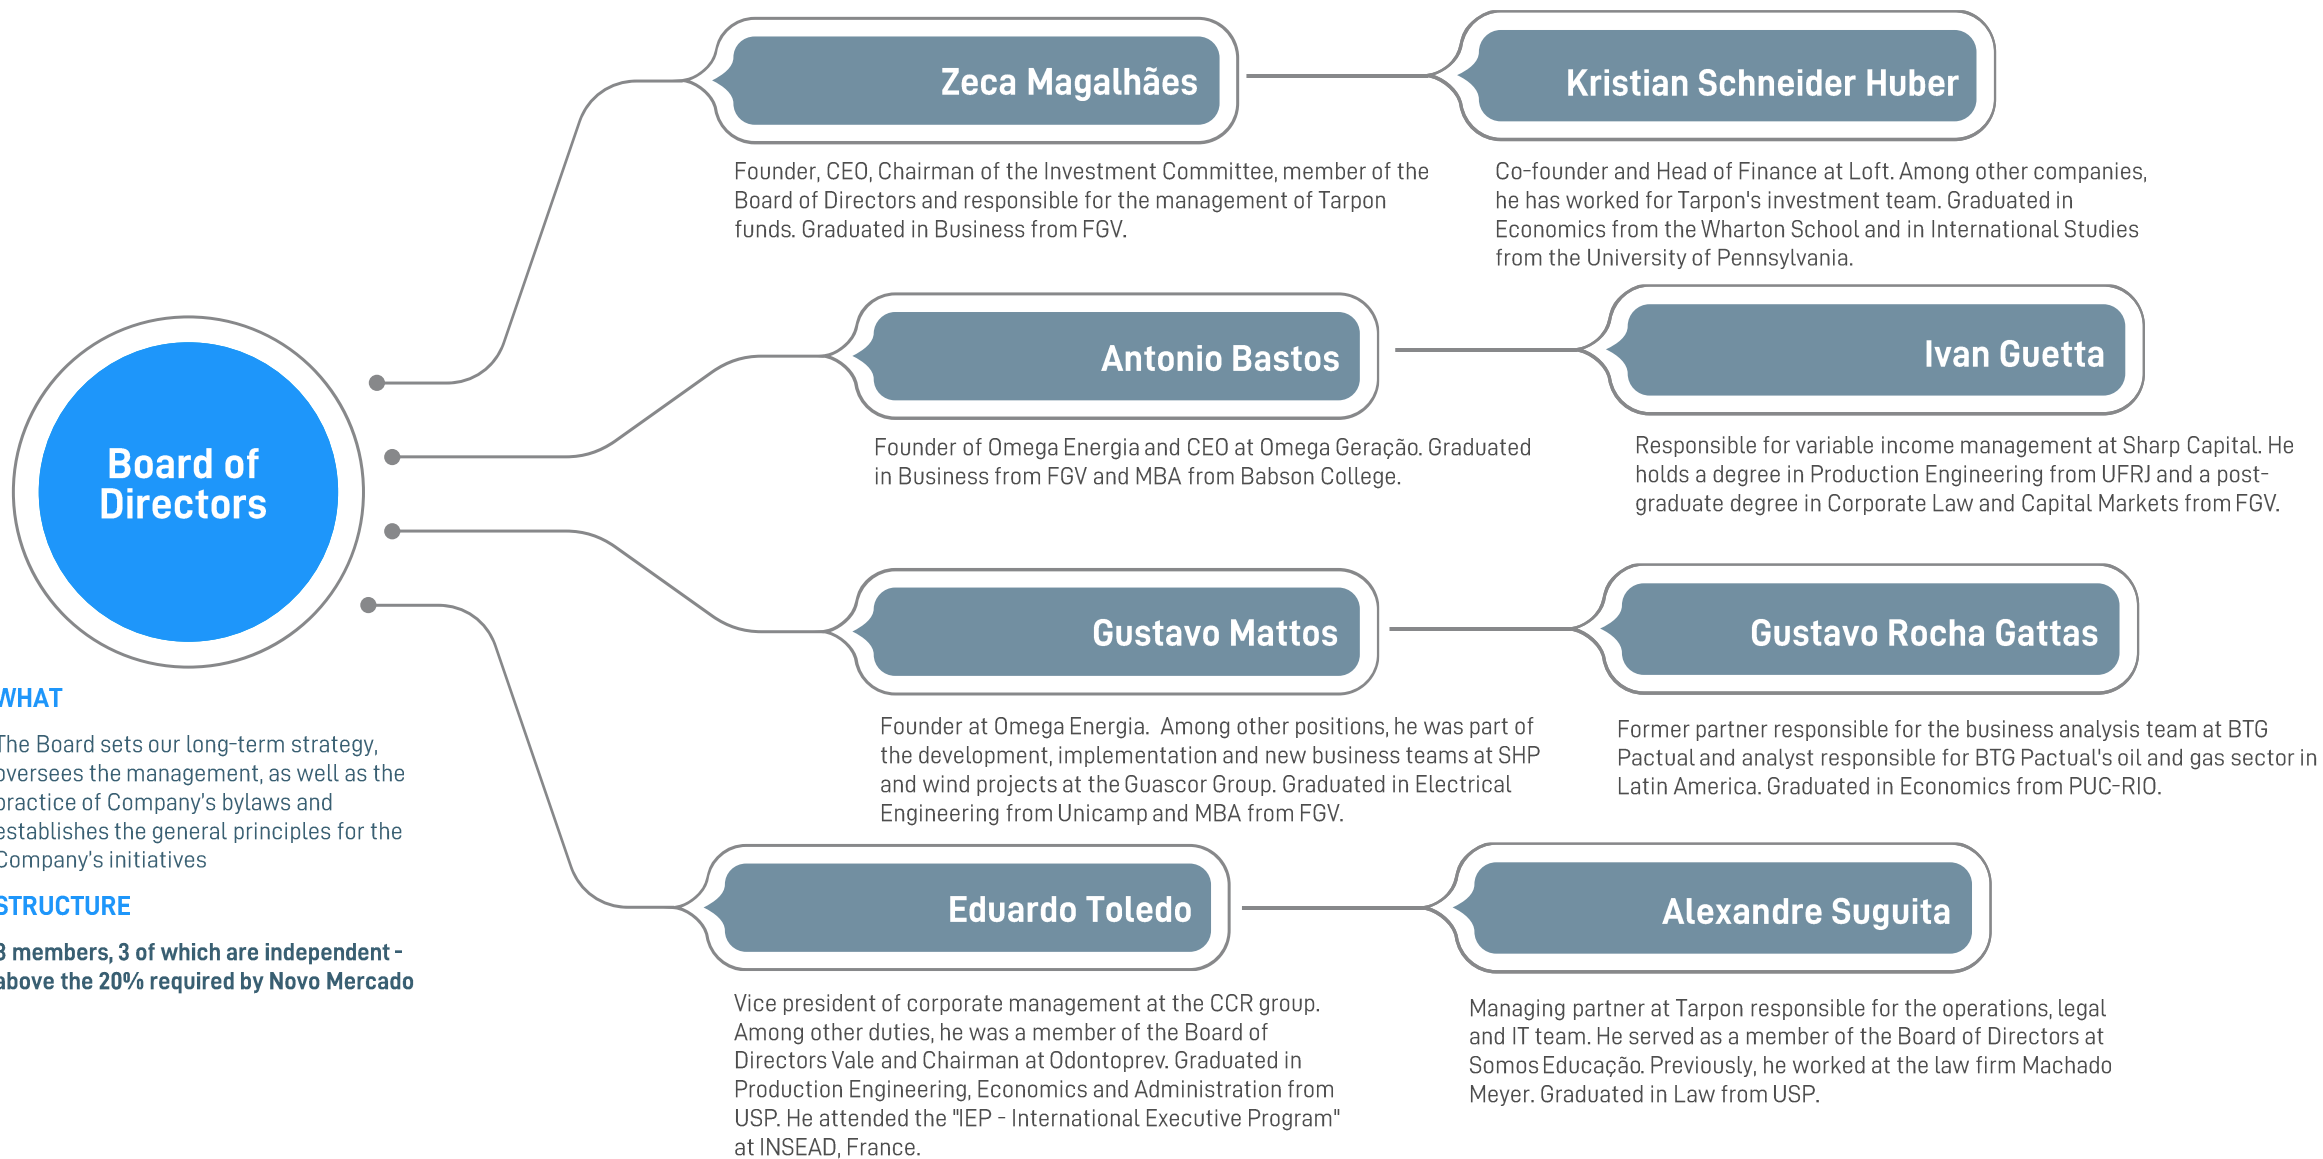 Board of
Directors
WHAT
The Board sets our long-term strategy,
oversees the management, as well as the
practice of Company's bylaws and
establishes the general principles for the
Company's initiatives
STRUCTURE
8 members, 3 of which are independent -
above the 20% required by Novo Mercado
Zeca Magalhães
Founder, CEO, Chairman of the Investment Committee, member of the
Board of Directors and responsible for the management of Tarpon
funds. Graduated in Business from FGV.
Kristian Schneider Huber
Co-founder and Head of Finance at Loft. Among other companies,
he has worked for Tarpon's investment team. Graduated in
Economics from the Wharton School and in International Studies
from the University of Pennsylvania.
Antonio Bastos
Founder of Omega Energia and CEO at Omega Geração. Graduated
in Business from FGV and MBA from Babson College.
Ivan Guetta
Responsible for variable income management at Sharp Capital. He
holds a degree in Production Engineering from UFRJ and a post-
graduate degree in Corporate Law and Capital Markets from FGV.
Gustavo Mattos
Founder at Omega Energia.  Among other positions, he was part of
the development, implementation and new business teams at SHP
and wind projects at the Guascor Group. Graduated in Electrical
Engineering from Unicamp and MBA from FGV.
Gustavo Rocha Gattas
Former partner responsible for the business analysis team at BTG
Pactual and analyst responsible for BTG Pactual's oil and gas sector in
Latin America. Graduated in Economics from PUC-RIO.
Eduardo Toledo
Vice president of corporate management at the CCR group.
Among other duties, he was a member of the Board of
Directors Vale and Chairman at Odontoprev. Graduated in
Production Engineering, Economics and Administration from
USP. He attended the "IEP - International Executive Program"
at INSEAD, France.
Alexandre Suguita
Managing partner at Tarpon responsible for the operations, legal
and IT team. He served as a member of the Board of Directors at
Somos Educação. Previously, he worked at the law firm Machado
Meyer. Graduated in Law from USP.